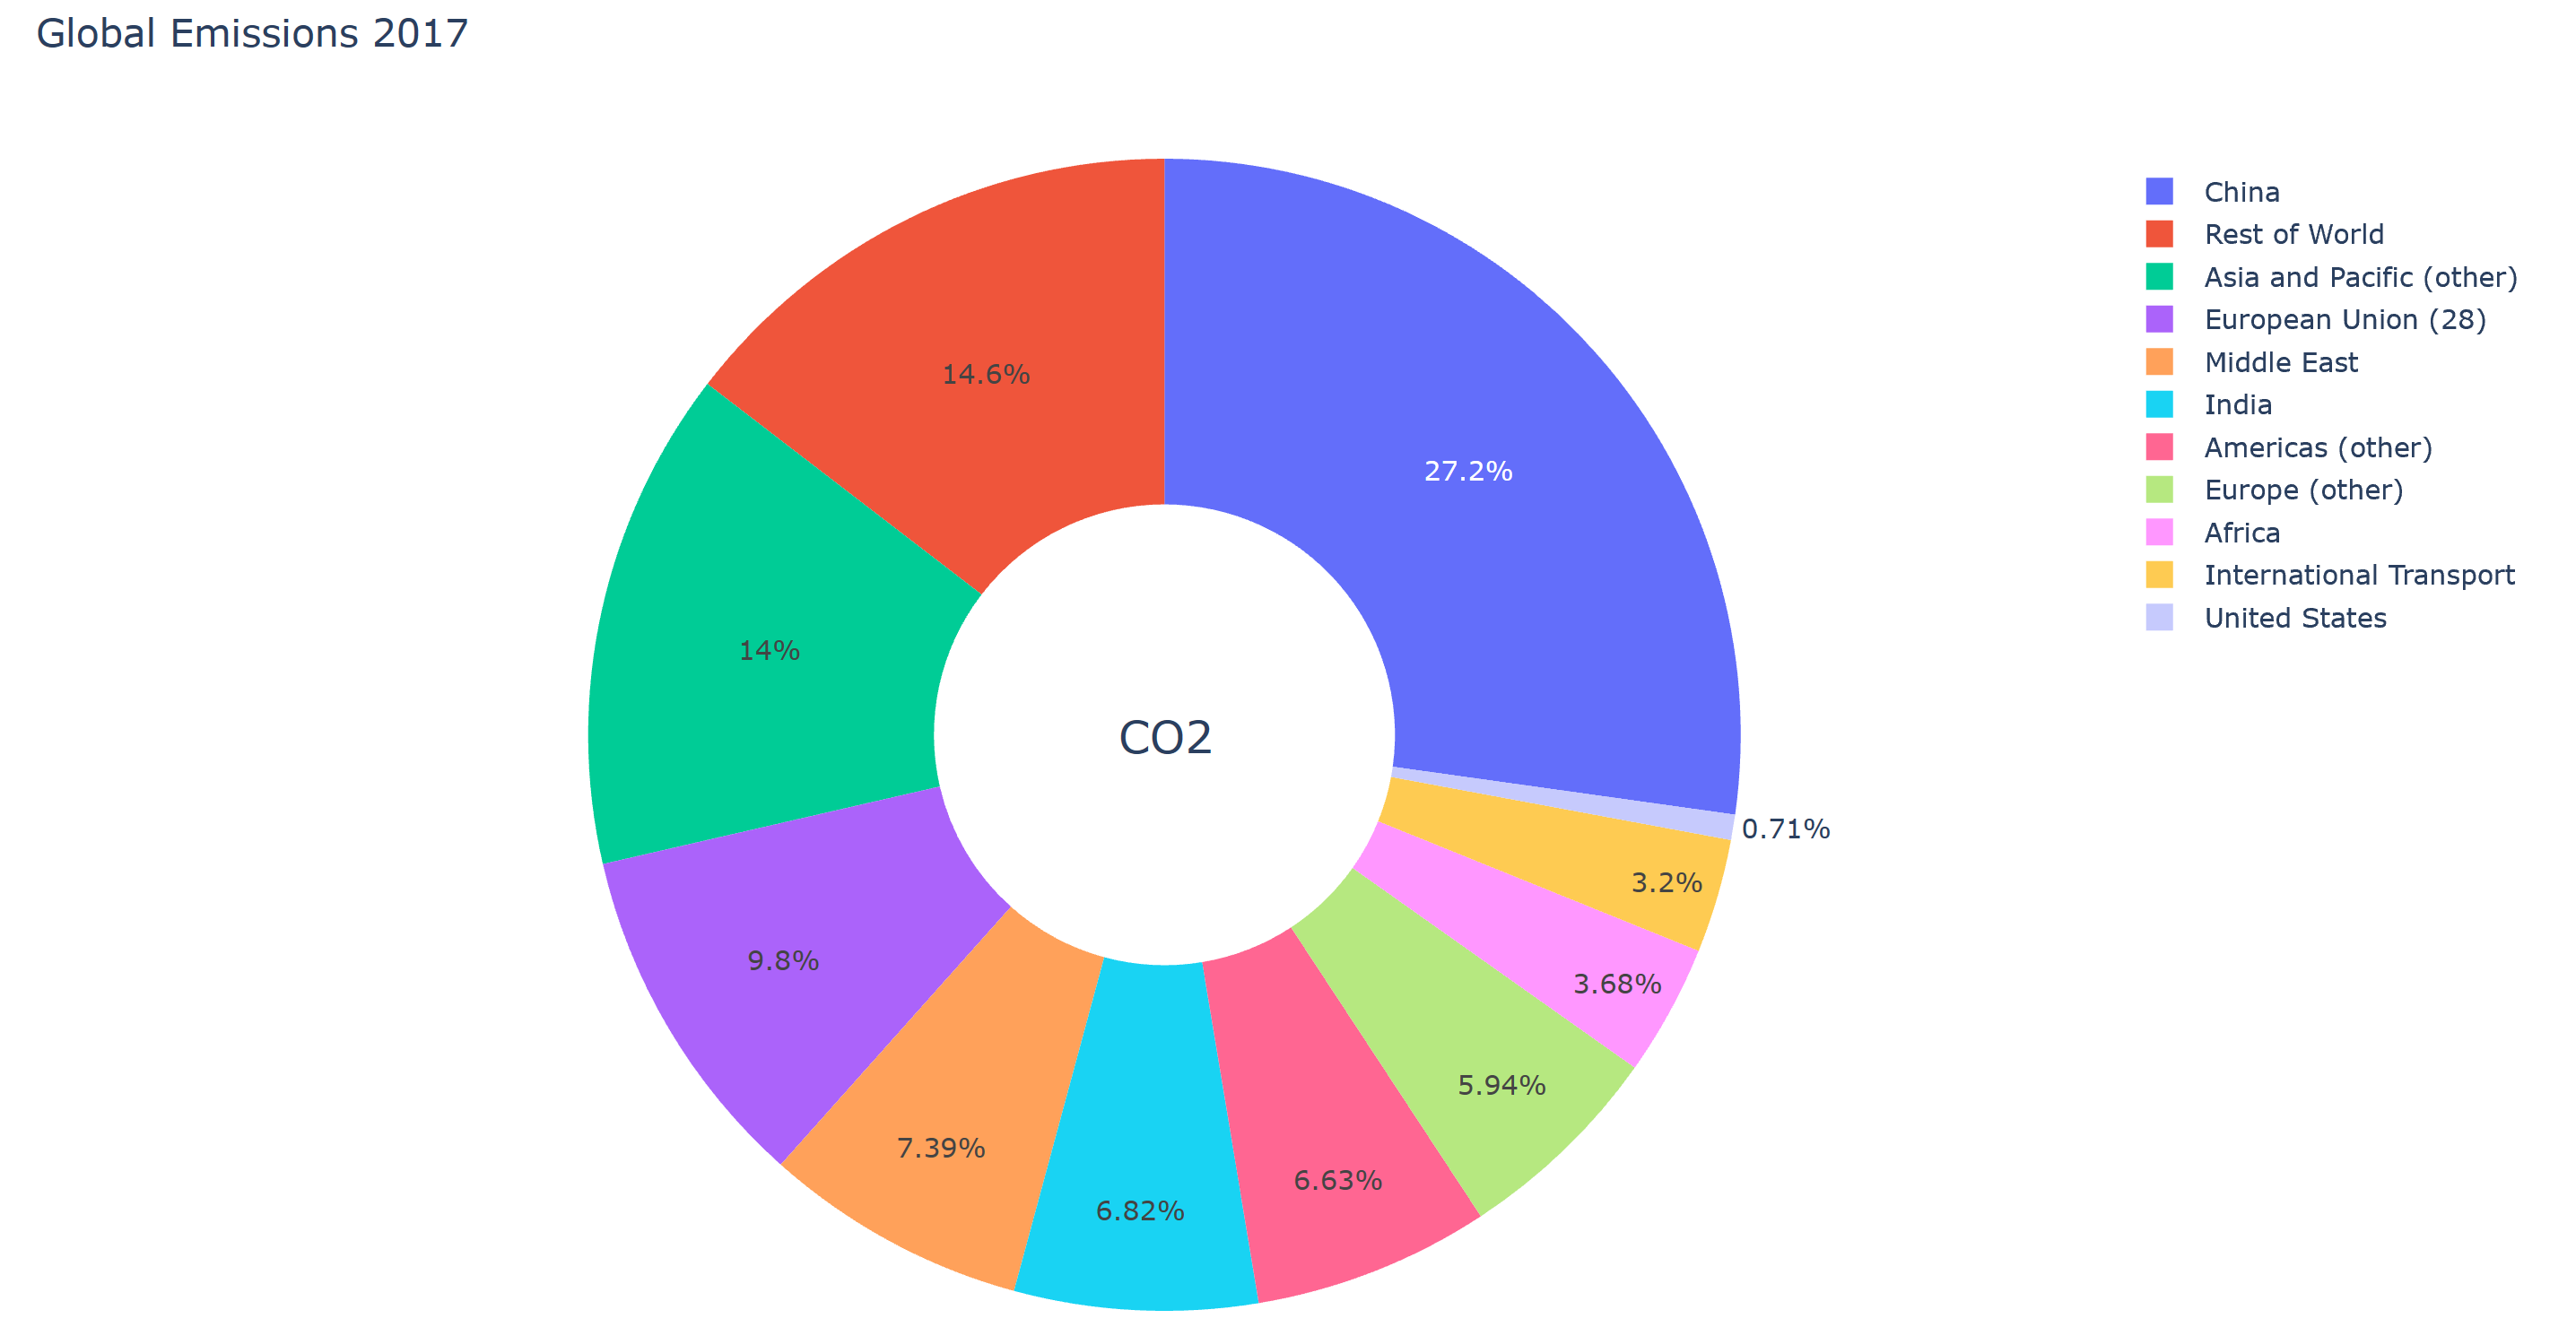 Global Emissions 2017
27.2%
14.6%
14%
9.8%
7.39%
6.82%
6.63%
5.94%
3.68%
3.2%
0.71%
CO2
China
Rest of World
Asia and Pacific (other)
European Union (28)
Middle East
India
Americas (other)
Europe (other)
Africa
International Transport
United States